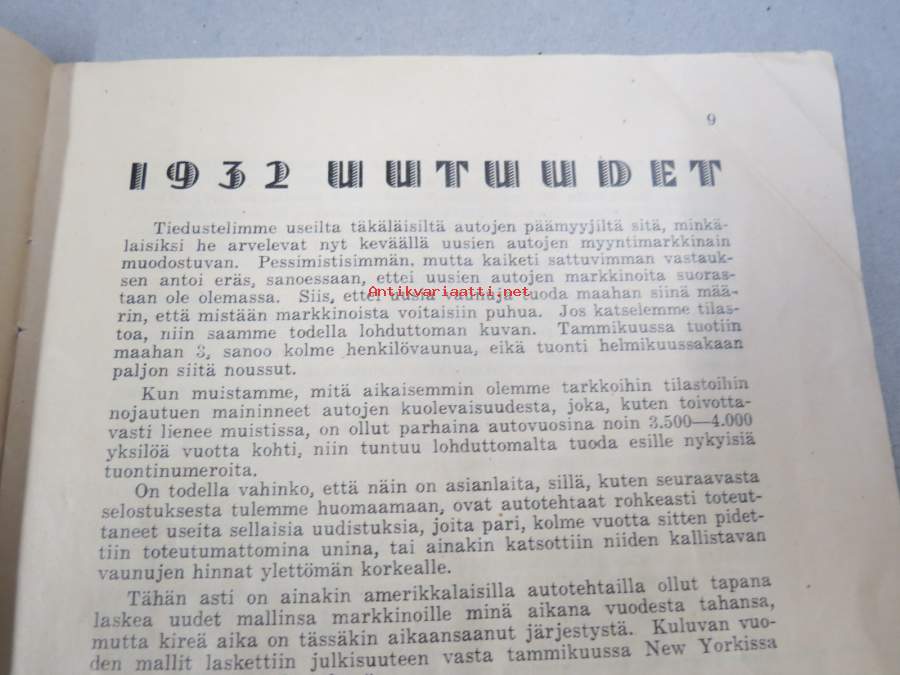 9
1932 UUTUUDET
Tiedustelimme useilta täkäläisiltä autojen päämyyjiltä sitä, minkä-
laisiksi he arvelevat nyt keväällä uusien autojen myyntimarkkinain
muodostuvan. Pessimistisimmän, mutta kaiketi sattuvimman vastauk-
sen antoi eräs, sanoessaan, ettei uusien autojen markkinoita suoras-
Antikvariaatti.net
taan ole olemassa. Siis, ettei uusia vaunuja tuoda maahan siinä mää-
rin, että mistään markkinoista voitaisiin puhua. Jos katselemme tilas-
toa, niin saamme todella lohduttoman kuvan. Tammikuussa tuotiin
maahan 3, sanoo kolme henkilövaunua, eikä tuonti helmikuussakaan
paljon siitä noussut.
Kun muistamme, mitä aikaisemmin olemme tarkkoihin tilastoihin
nojautuen maininneet autojen kuolevaisuudesta, joka, kuten toivotta-
vasti lienee muistissa, on ollut parhaina autovuosina noin 3.500—4.000
yksilöä vuotta kohti, niin tuntuu lohduttomalta tuoda esille nykyisiä
tuontinumeroita.
On todella vahinko, että näin on asianlaita, sillä, kuten seuraavasta
selostuksesta tulemme huomaamaan, ovat autotehtaat rohkeasti toteut-
taneet useita sellaisia uudistuksia, joita pari, kolme vuotta sitten pidet-
tiin toteutumattomina unina, tai ainakin katsottiin niiden kallistavan
vaunujen hinnat ylettömän korkealle.
Tähän asti on ainakin amerikkalaisilla autotehtailla ollut tapana
laskea uudet mallinsa markkinoille minä aikana vuodesta tahansa,
mutta kireä aika on tässäkin aikaansaanut järjestystä. Kuluvan vuo-
den mallit laskettiin julkisuuteen vasta tammikuussa New Yorkissa